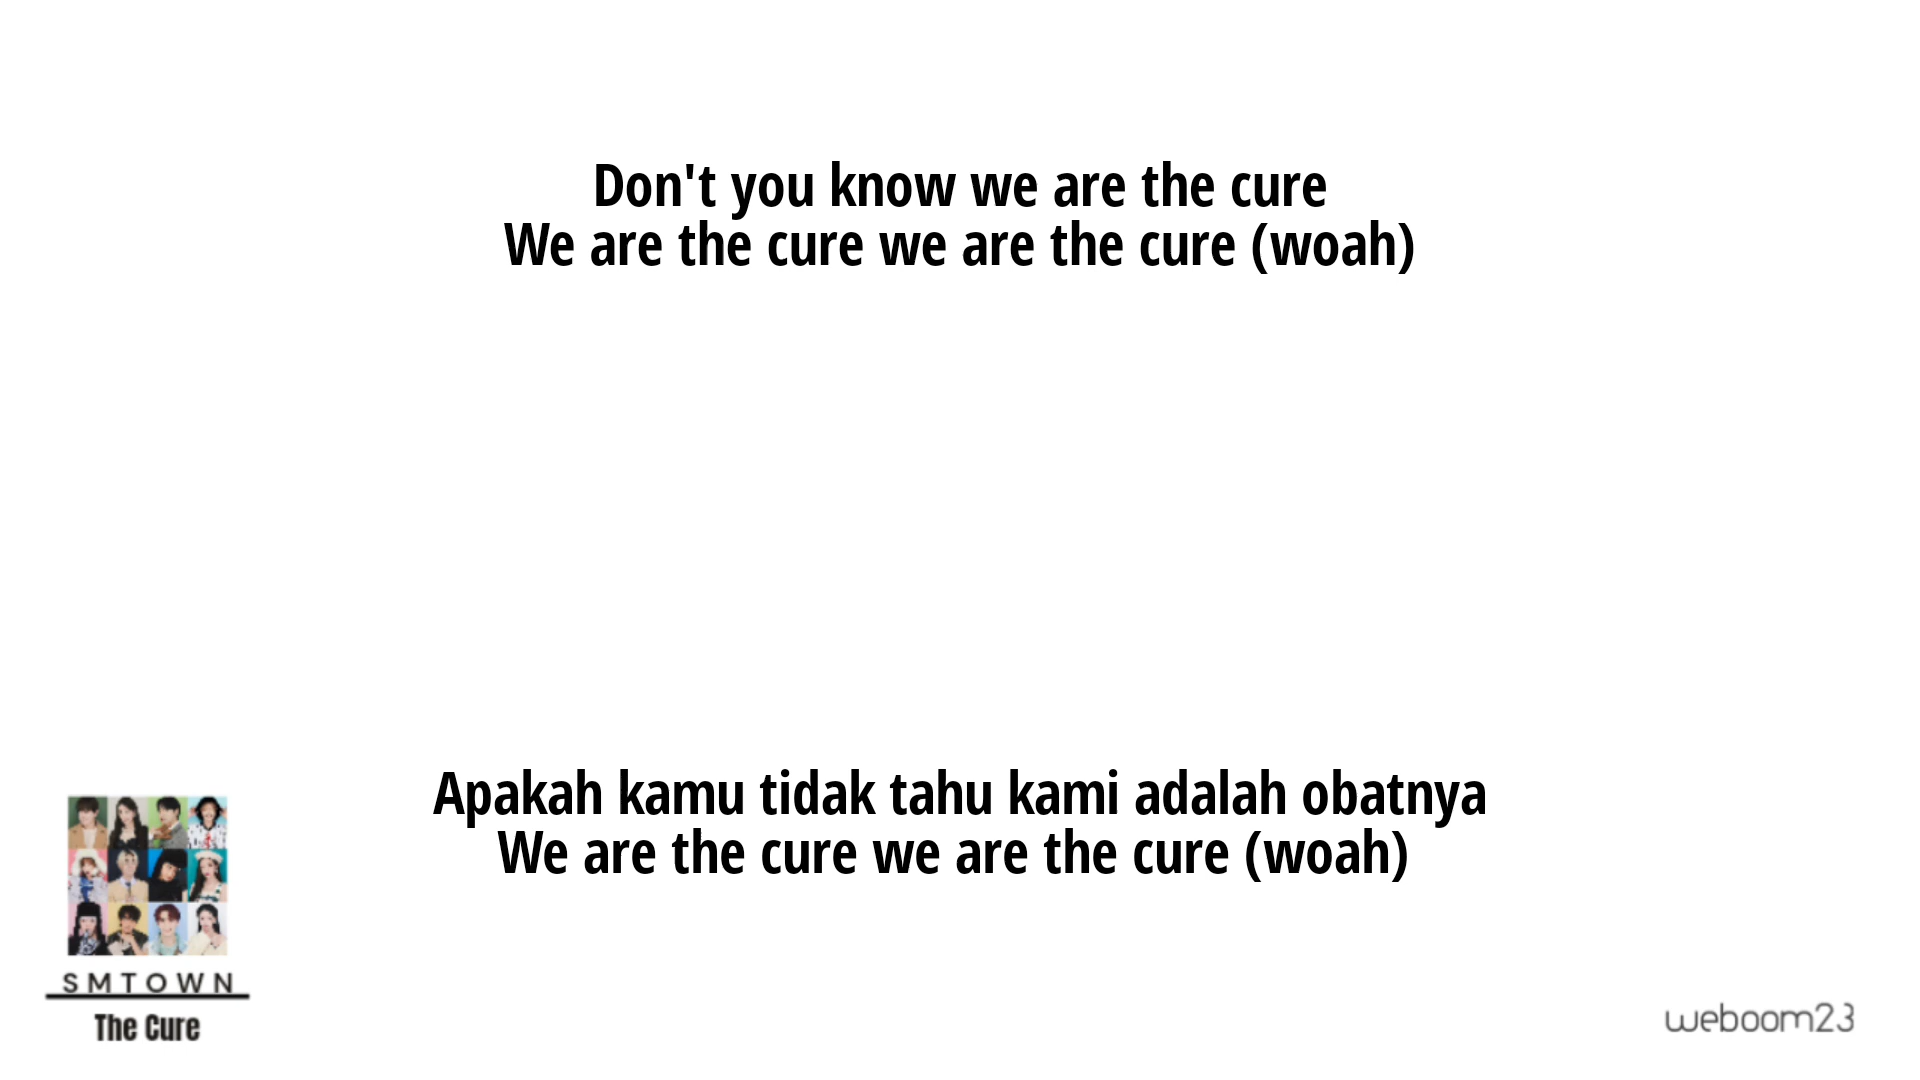 Don't you know we are the cure
We are the cure we are the cure (woah)
Apakah kamu tidak tahu kami adalah obatnya
We are the cure we are the cure (woah)
SMTOWN
The Cure
weboom23